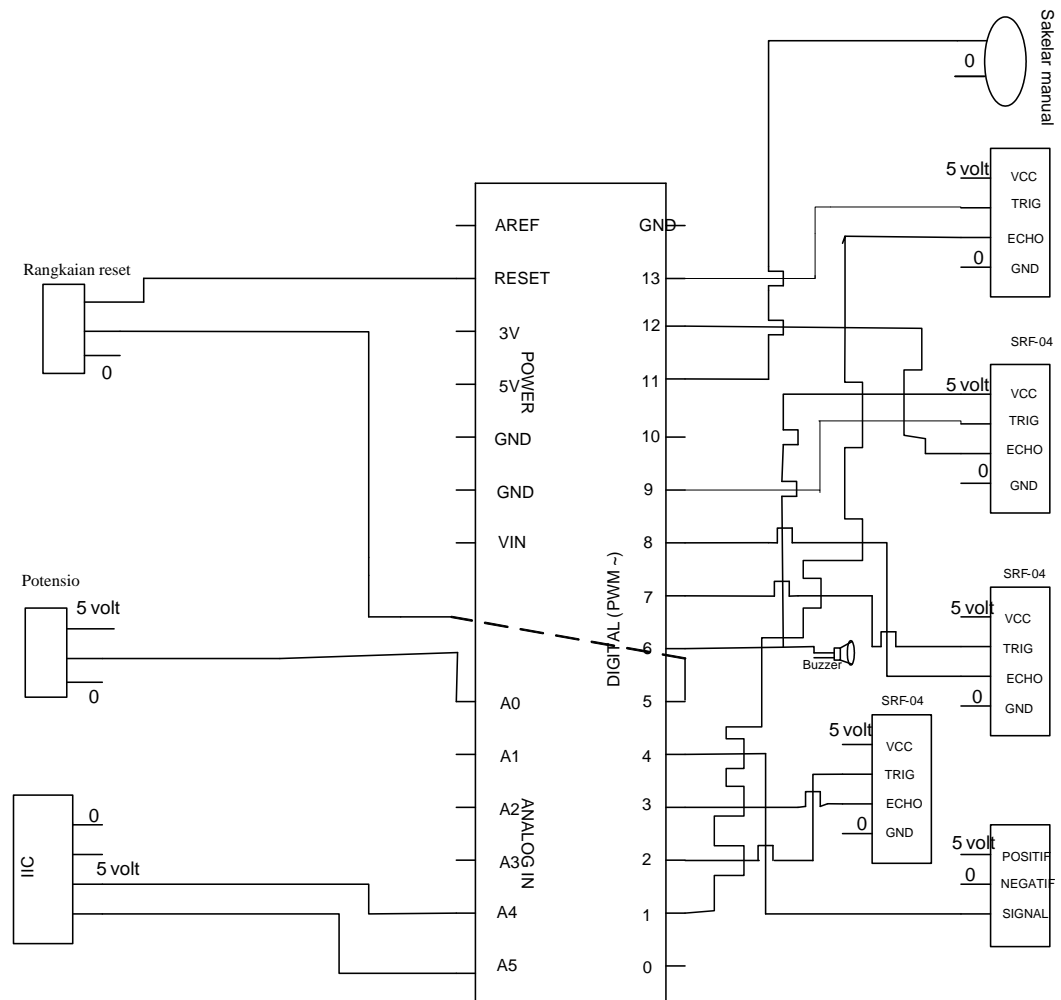 Sakelar manual
0
5 volt
VCC
TRIG
ECHO
0
GND
AREF
GND
Rangkaian reset
RESET
13
3V
12
0
SRF-04
POWER
5V
11
5 volt
VCC
TRIG
GND
10
ECHO
0
GND
GND
9
VIN
8
DIGITAL (PWM ~)
SRF-04
Potensio
5 volt
7
5 volt
VCC
6
TRIG
Buzzer
ECHO
0
A0
5
0
GND
SRF-04
5 volt
VCC
A1
4
TRIG
ANALOG IN
A2
3
ECHO
0
0
GND
IIC
5 volt
A3
2
5 volt
POSITIF
0
NEGATIF
A4
1
SIGNAL
A5
0